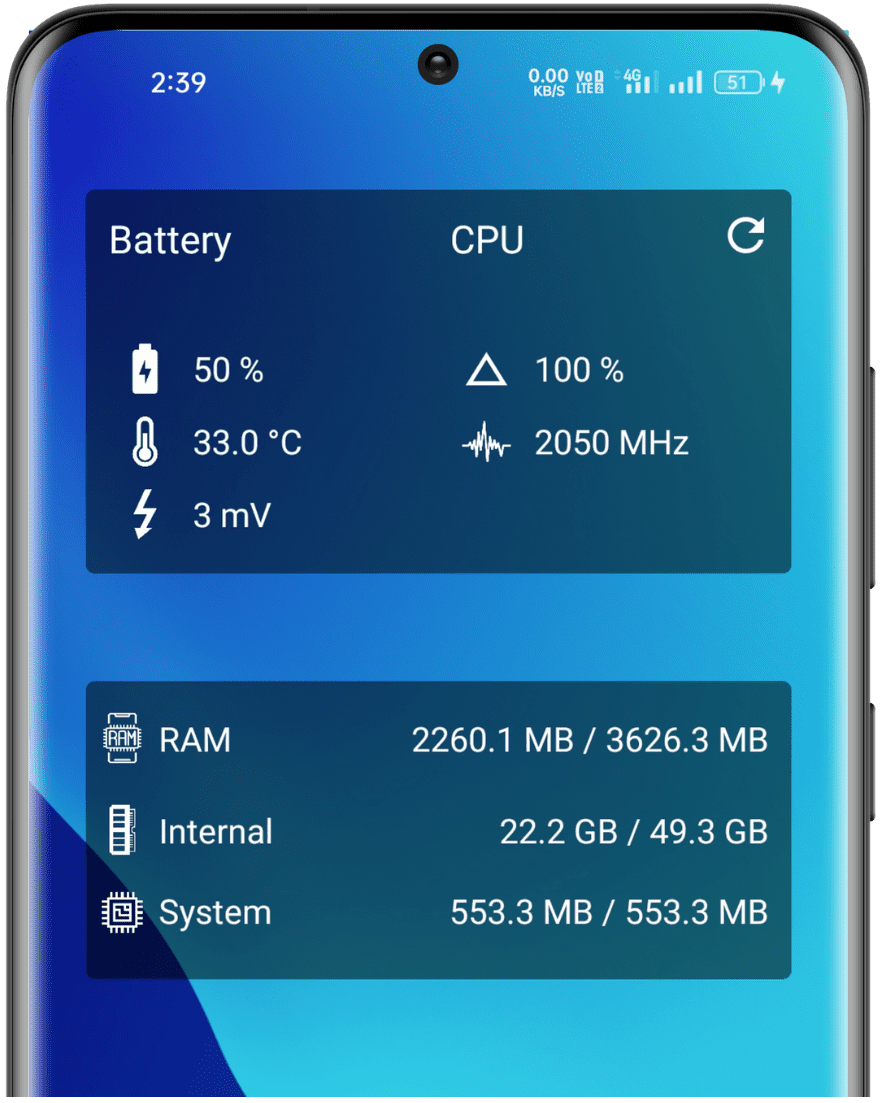 2:39
0.00 KB/S VoD LTE2 4G 51
Battery
CPU
50 %
100 %
33.0 °C
2050 MHz
3 mV
RAM RAM 2260.1 MB / 3626.3 MB
Internal 22.2 GB / 49.3 GB
System 553.3 MB / 553.3 MB